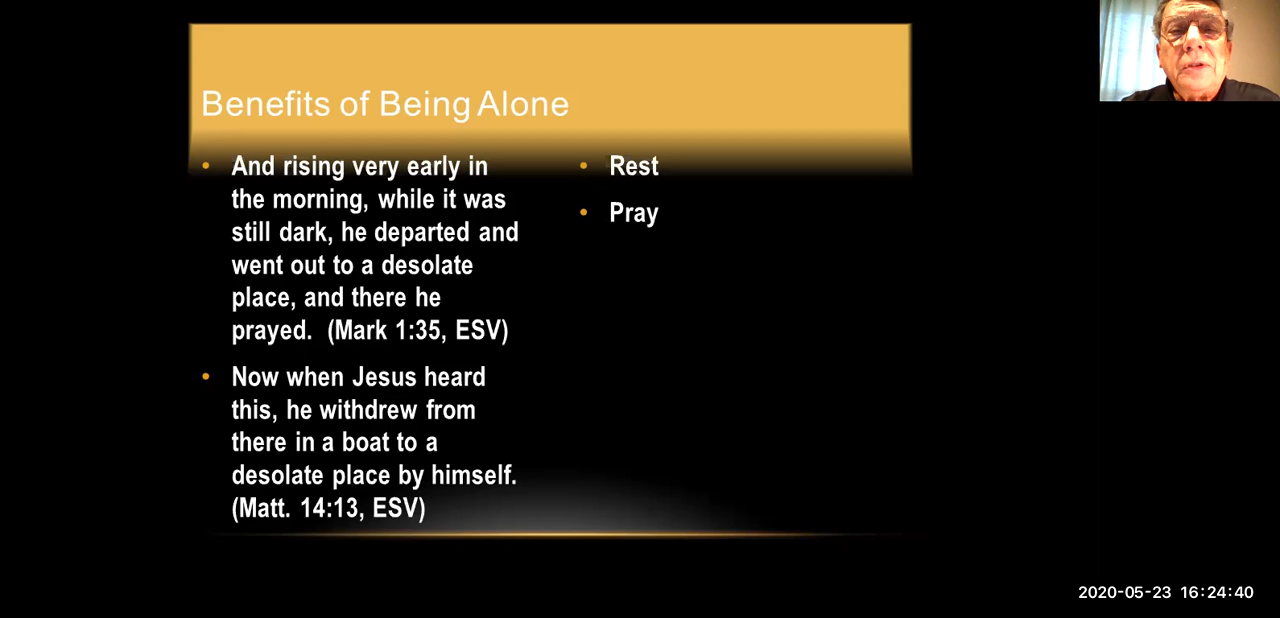 Benefits of Being Alone
• And rising very early in
the morning, while it was
still dark, he departed and
went out to a desolate
place, and there he
prayed.  (Mark 1:35, ESV)
• Now when Jesus heard
this, he withdrew from
there in a boat to a
desolate place by himself.
(Matt. 14:13, ESV)
• Rest
• Pray
2020-05-23 16:24:40